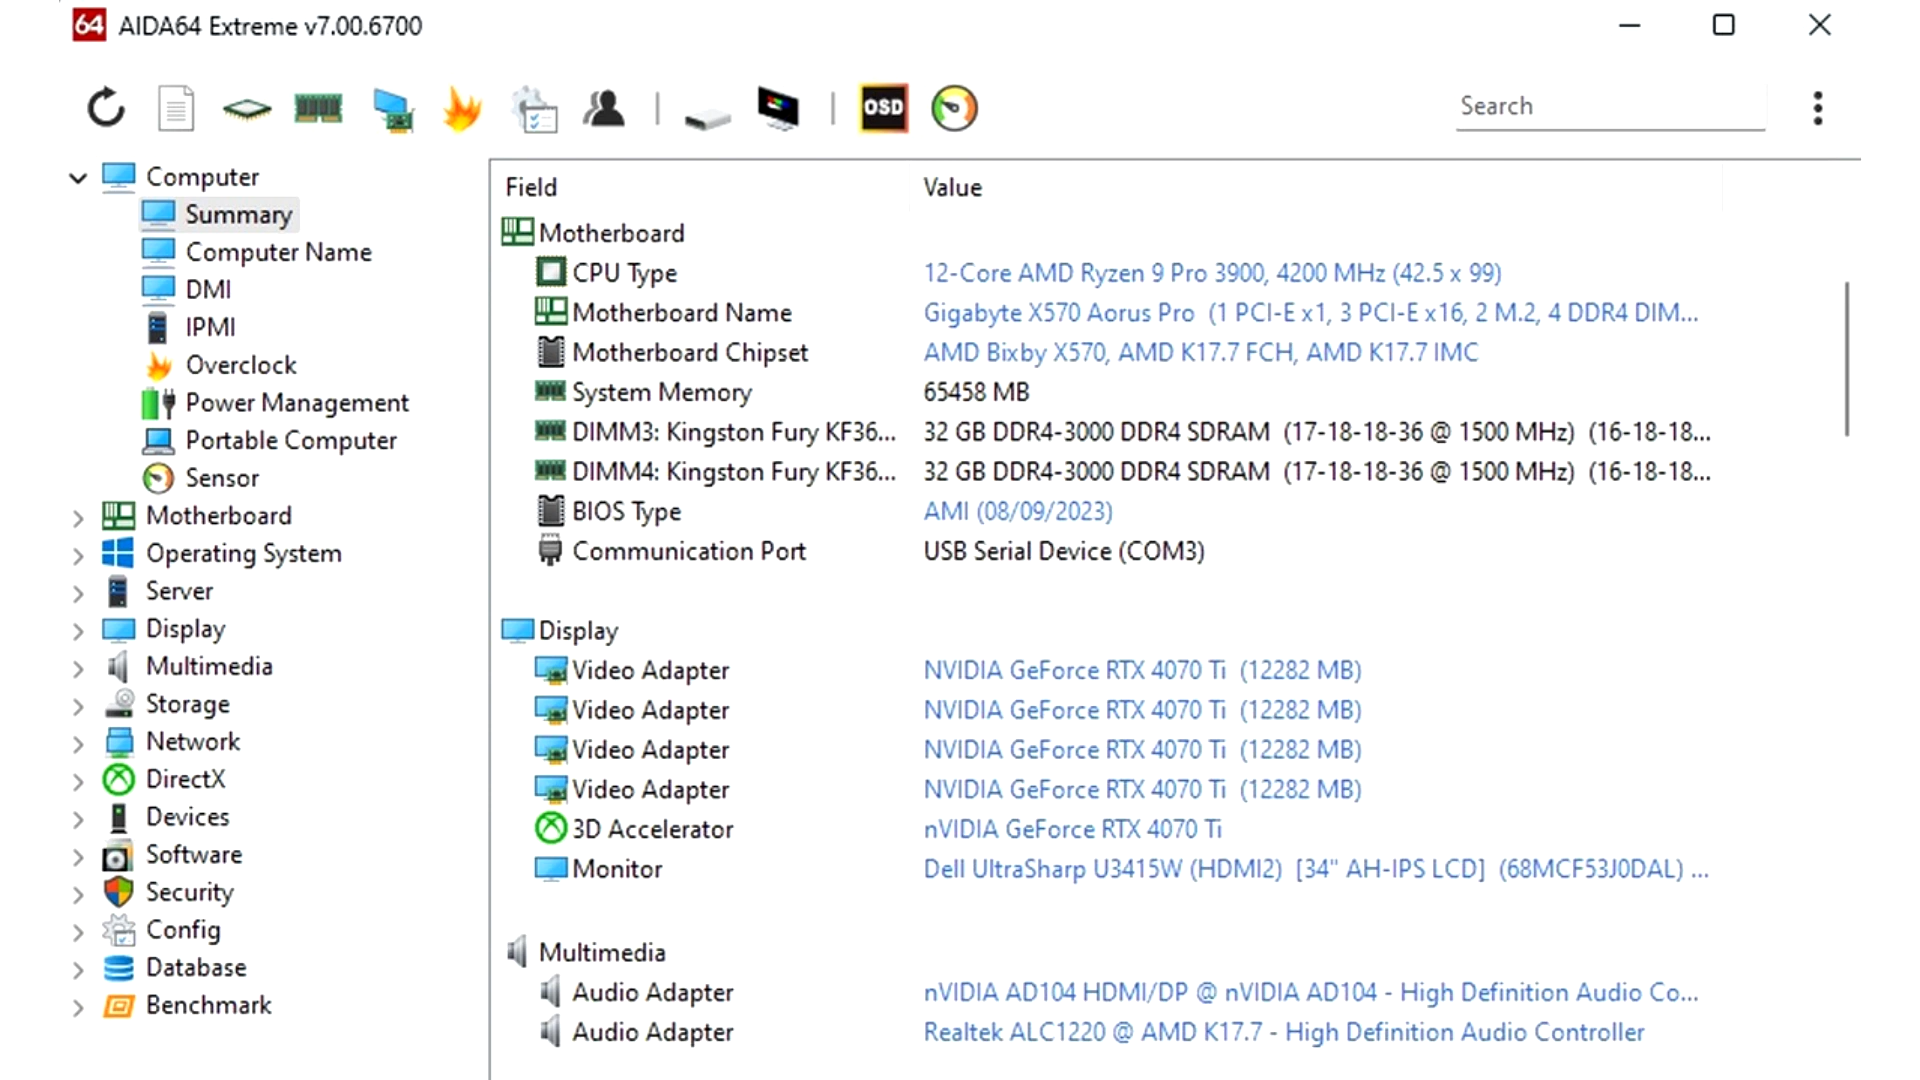 64 AIDA64 Extreme v7.00.6700
OSD
Search
Computer
Summary
Computer Name
DMI
IPMI
Overclock
Power Management
Portable Computer
Sensor
Motherboard
Operating System
Server
Display
Multimedia
Storage
Network
DirectX
Devices
Software
Security
Config
Database
Benchmark
Field Value
Motherboard
CPU Type 12-Core AMD Ryzen 9 Pro 3900, 4200 MHz (42.5 x 99)
Motherboard Name Gigabyte X570 Aorus Pro (1 PCI-E x1, 3 PCI-E x16, 2 M.2, 4 DDR4 DIM...
Motherboard Chipset AMD Bixby X570, AMD K17.7 FCH, AMD K17.7 IMC
System Memory 65458 MB
DIMM3: Kingston Fury KF36... 32 GB DDR4-3000 DDR4 SDRAM (17-18-18-36 @ 1500 MHz) (16-18-18...
DIMM4: Kingston Fury KF36... 32 GB DDR4-3000 DDR4 SDRAM (17-18-18-36 @ 1500 MHz) (16-18-18...
BIOS Type AMI (08/09/2023)
Communication Port USB Serial Device (COM3)
Display
Video Adapter NVIDIA GeForce RTX 4070 Ti (12282 MB)
Video Adapter NVIDIA GeForce RTX 4070 Ti (12282 MB)
Video Adapter NVIDIA GeForce RTX 4070 Ti (12282 MB)
Video Adapter NVIDIA GeForce RTX 4070 Ti (12282 MB)
3D Accelerator nVIDIA GeForce RTX 4070 Ti
Monitor Dell UltraSharp U3415W (HDMI2) [34" AH-IPS LCD] (68MCF53J0DAL) ...
Multimedia
Audio Adapter nVIDIA AD104 HDMI/DP @ nVIDIA AD104 - High Definition Audio Co...
Audio Adapter Realtek ALC1220 @ AMD K17.7 - High Definition Audio Controller